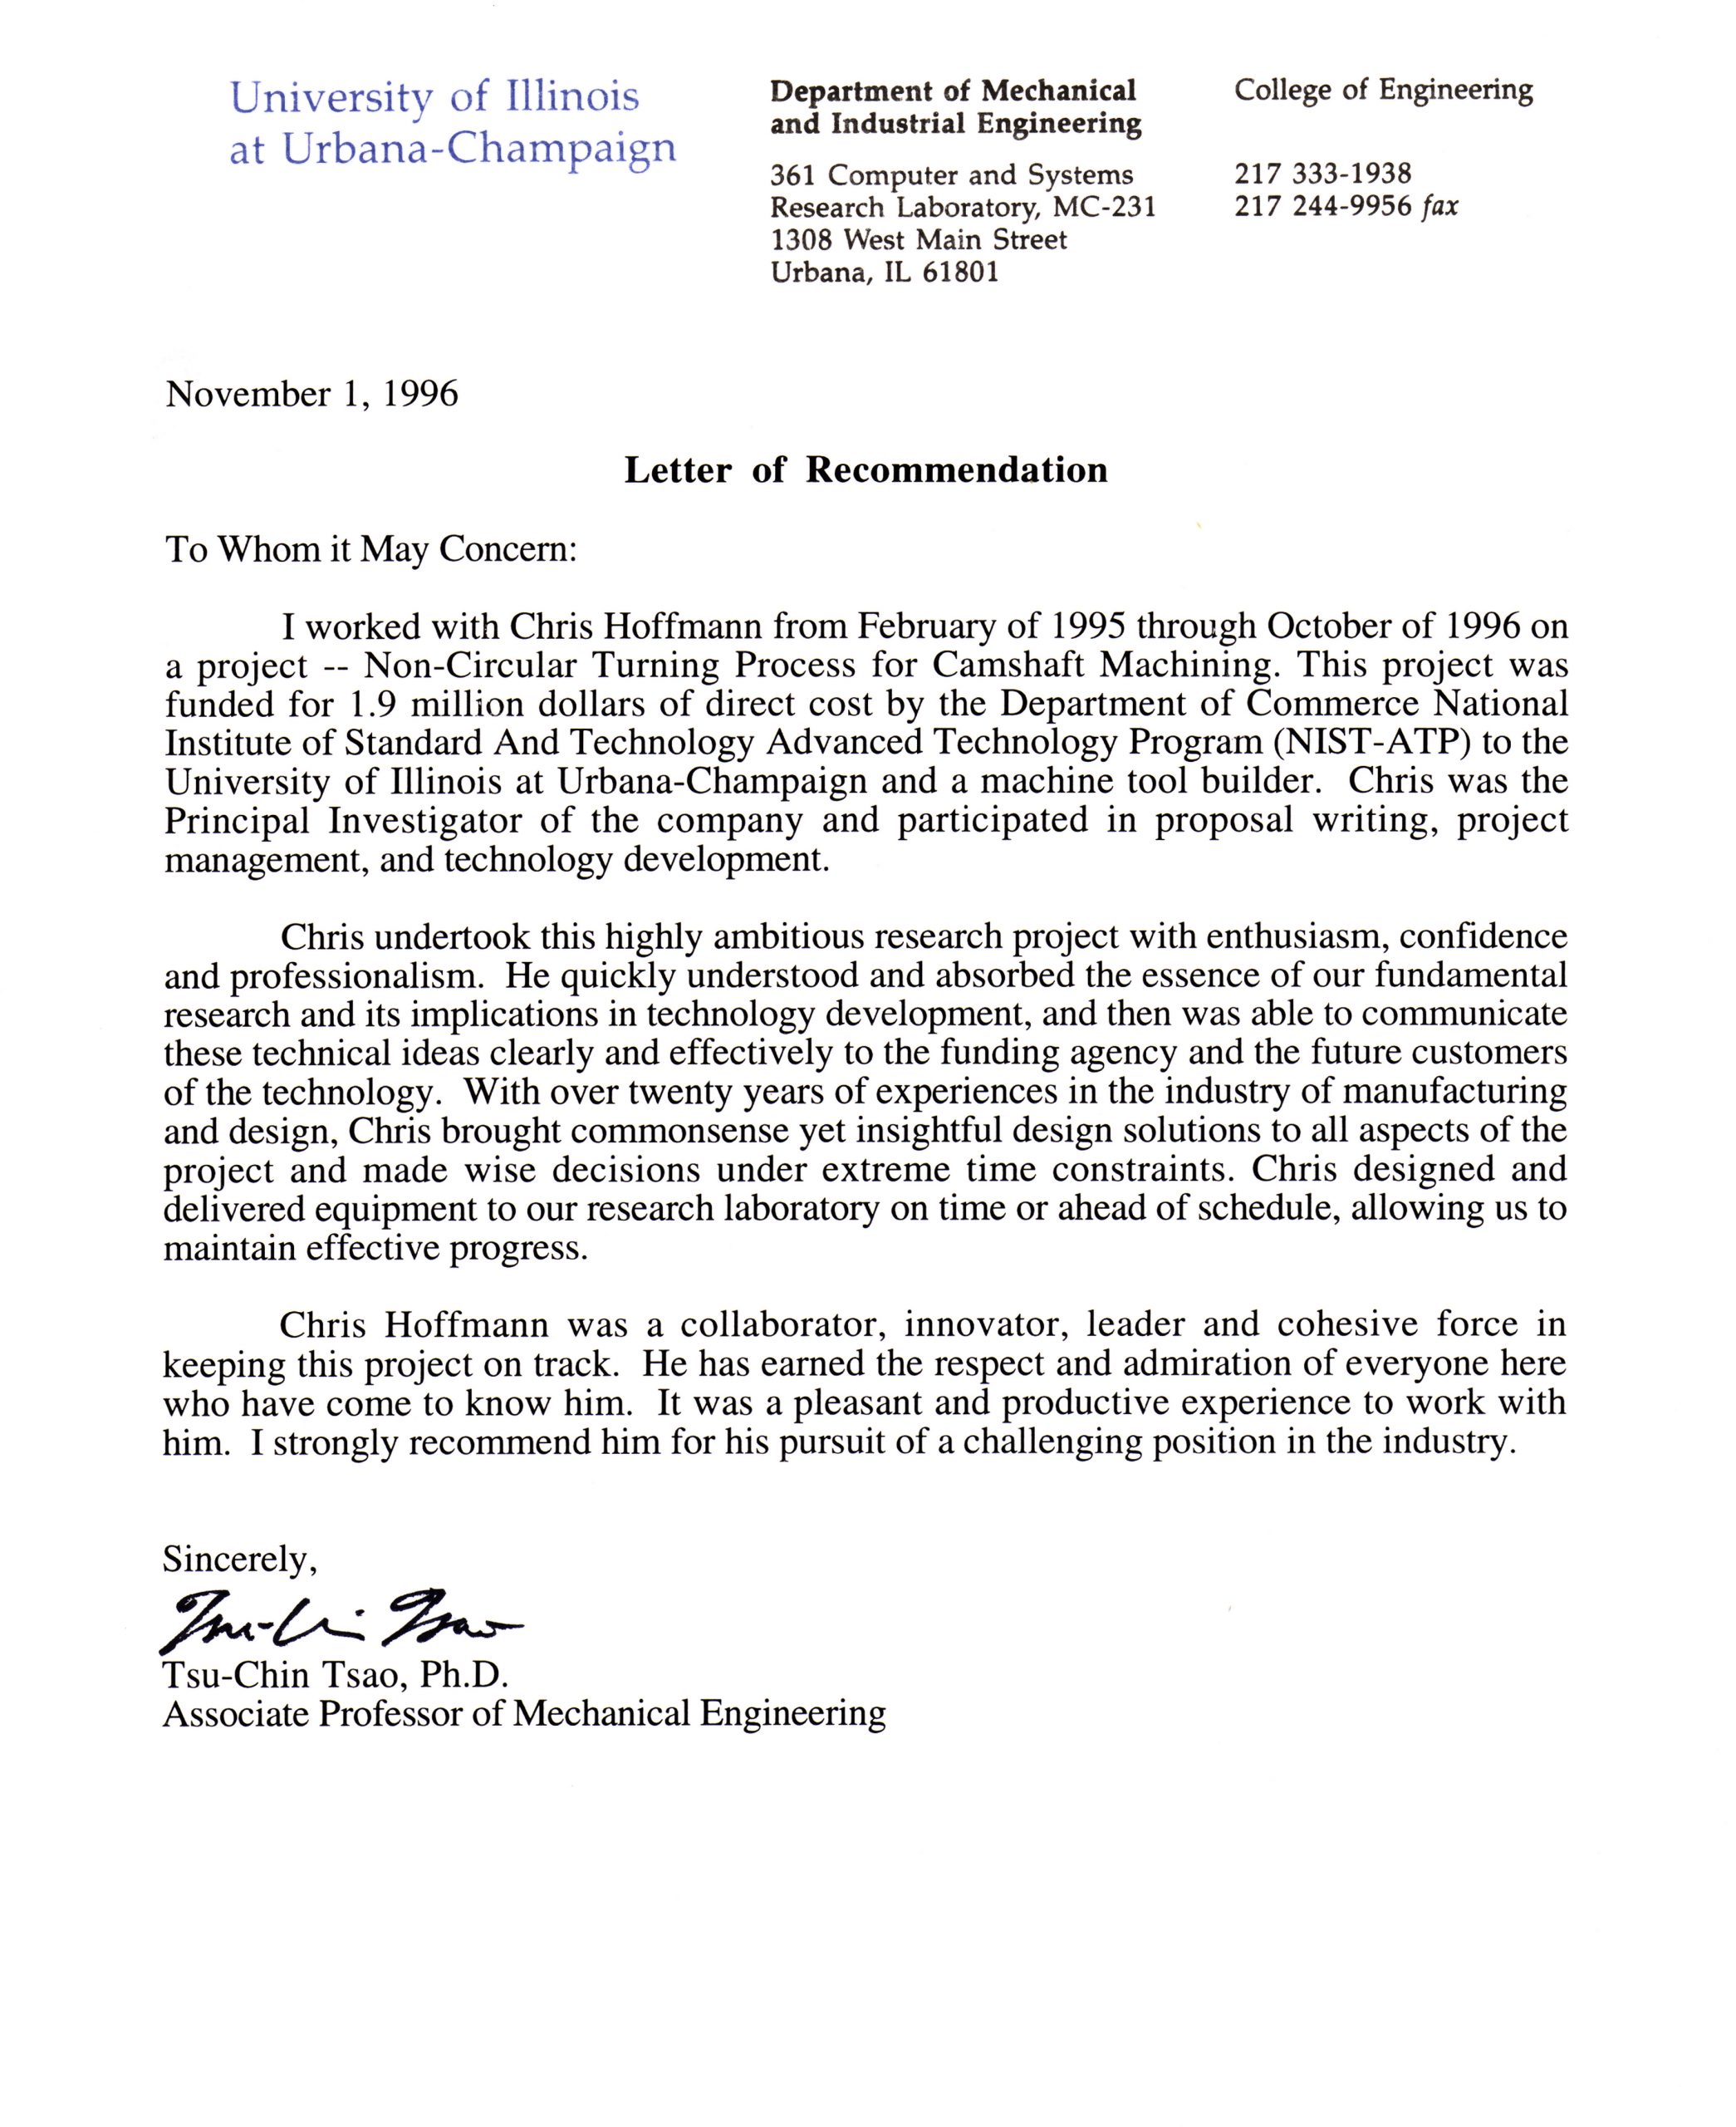 University of Illinois
at Urbana-Champaign
Department of Mechanical
and Industrial Engineering
361 Computer and Systems
Research Laboratory, MC-231
1308 West Main Street
Urbana, IL 61801
College of Engineering
217 333-1938
217 244-9956 fax
November 1, 1996
Letter of Recommendation
To Whom it May Concern:
I worked with Chris Hoffmann from February of 1995 through October of 1996 on
a project -- Non-Circular Turning Process for Camshaft Machining. This project was
funded for 1.9 million dollars of direct cost by the Department of Commerce National
Institute of Standard And Technology Advanced Technology Program (NIST-ATP) to the
University of Illinois at Urbana-Champaign and a machine tool builder. Chris was the
Principal Investigator of the company and participated in proposal writing, project
management, and technology development.
Chris undertook this highly ambitious research project with enthusiasm, confidence
and professionalism. He quickly understood and absorbed the essence of our fundamental
research and its implications in technology development, and then was able to communicate
these technical ideas clearly and effectively to the funding agency and the future customers
of the technology. With over twenty years of experiences in the industry of manufacturing
and design, Chris brought commonsense yet insightful design solutions to all aspects of the
project and made wise decisions under extreme time constraints. Chris designed and
delivered equipment to our research laboratory on time or ahead of schedule, allowing us to
maintain effective progress.
Chris Hoffmann was a collaborator, innovator, leader and cohesive force in
keeping this project on track. He has earned the respect and admiration of everyone here
who have come to know him. It was a pleasant and productive experience to work with
him. I strongly recommend him for his pursuit of a challenging position in the industry.
Sincerely,
Tsu-Chin Tsao
Tsu-Chin Tsao, Ph.D.
Associate Professor of Mechanical Engineering